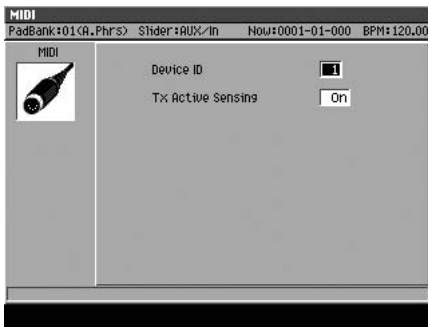 MIDI
PadBank:01(A.Phrs) Slider:AUX/In Now:0001-01-000 BPM:120.00
MIDI
Device ID 1
Tx Active Sensing On